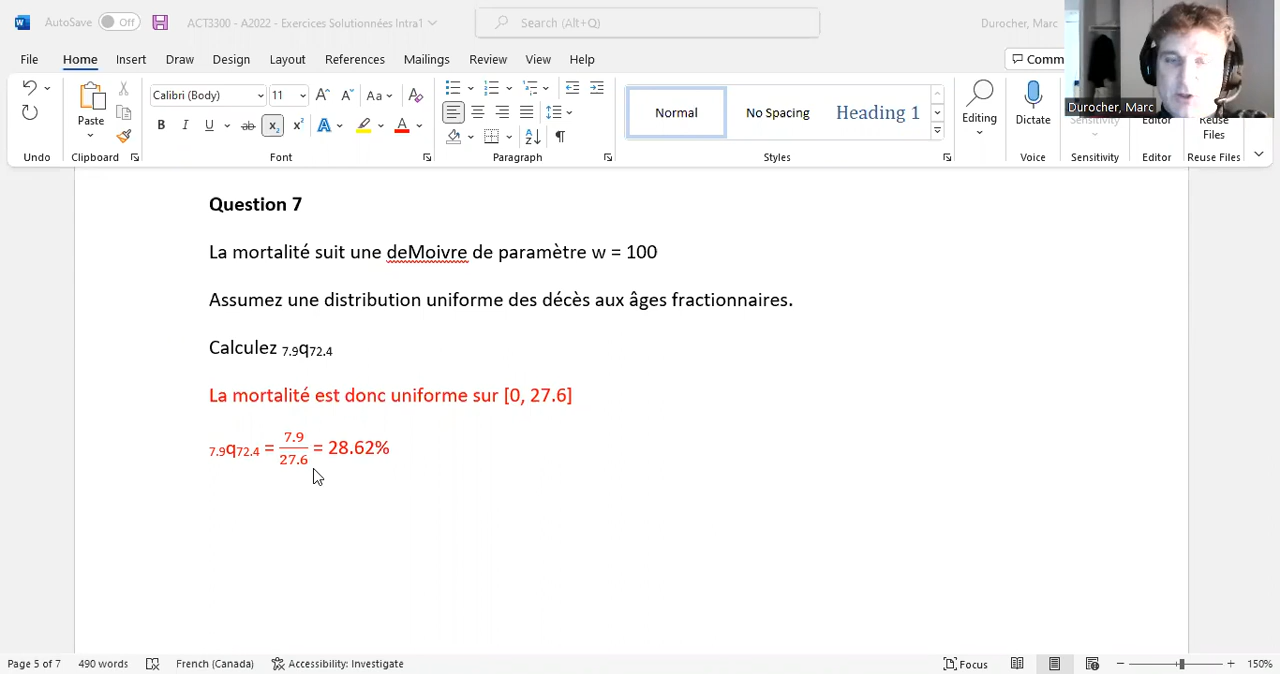 AutoSave Off ACT3300 - A2022 - Exercices Solutionnées Intra1 Search (Alt+Q) Durocher, Marc
File Home Insert Draw Design Layout References Mailings Review View Help Comm
Durocher, Marc
Paste Calibri (Body) 11 Aa Normal No Spacing Heading 1 Editing Dictate Sensitivity Editor Reuse Files
Undo Clipboard Font Paragraph Styles Voice Sensitivity Editor Reuse Files
Question 7
La mortalité suit une deMoivre de paramètre w = 100
Assumez une distribution uniforme des décès aux âges fractionnaires.
Calculez 7.9q72.4
La mortalité est donc uniforme sur [0, 27.6]
7.9q72.4 = 7.9/27.6 = 28.62%
Page 5 of 7 490 words French (Canada) Accessibility: Investigate Focus 150%